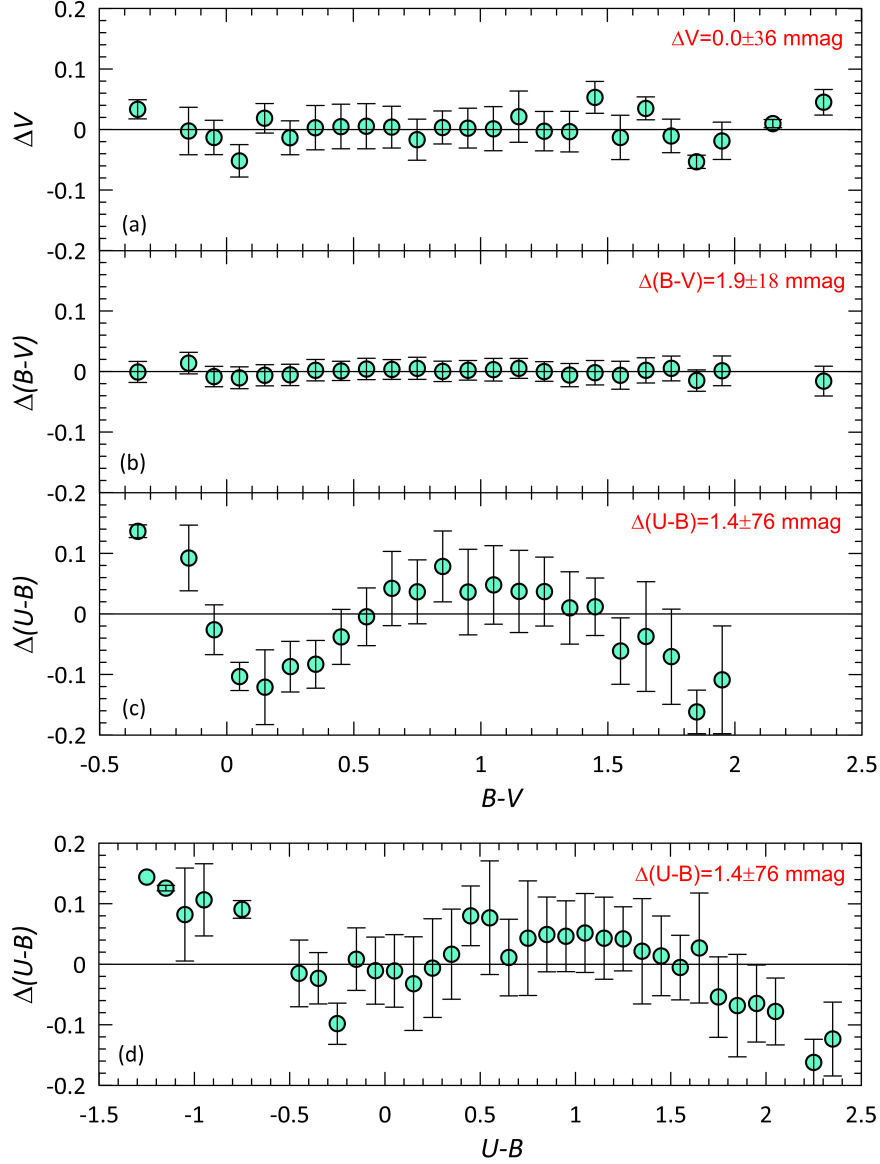 0.2
ΔV=0.0±36 mmag
0.1
ΔV
0
-0.1
(a)
-0.2
Δ(B-V)=1.9±18 mmag
0.1
Δ(B-V)
0
-0.1
(b)
-0.2
Δ(U-B)=1.4±76 mmag
0.1
Δ(U-B)
0
-0.1
(c)
-0.2
-0.5 0 0.5 1 1.5 2 2.5
B-V
0.2
Δ(U-B)=1.4±76 mmag
0.1
Δ(U-B)
0
-0.1
(d)
-0.2
-1.5 -1 -0.5 0 0.5 1 1.5 2 2.5
U-B